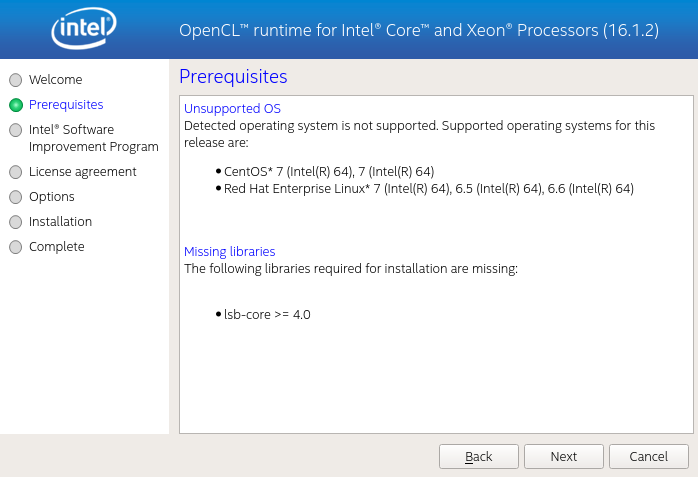 intel
OpenCL™ runtime for Intel® Core™ and Xeon® Processors (16.1.2)
Welcome
Prerequisites
Intel® Software
Improvement Program
License agreement
Options
Installation
Complete
Prerequisites
Unsupported OS
Detected operating system is not supported. Supported operating systems for this
release are:
• CentOS* 7 (Intel(R) 64), 7 (Intel(R) 64)
• Red Hat Enterprise Linux* 7 (Intel(R) 64), 6.5 (Intel(R) 64), 6.6 (Intel(R) 64)
Missing libraries
The following libraries required for installation are missing:
• lsb-core >= 4.0
Back
Next
Cancel